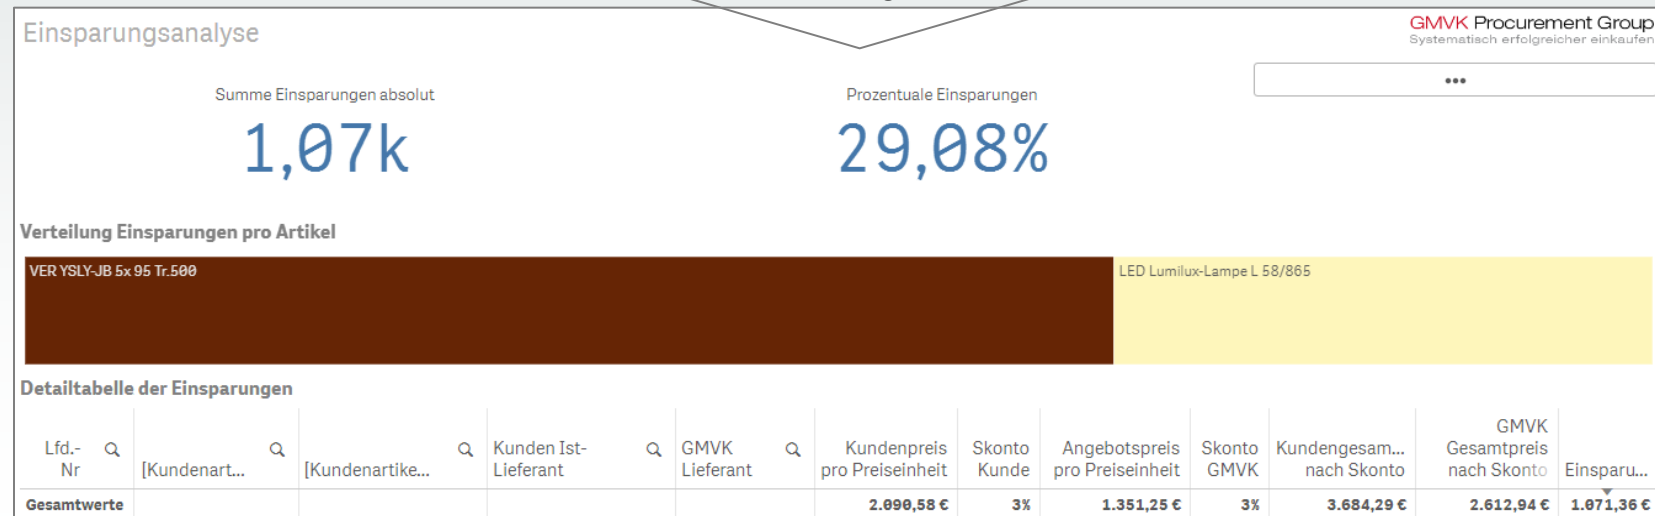 Einsparungsanalyse
GMVK Procurement Group
Systematisch erfolgreicher einkaufen
•••
Summe Einsparungen absolut
Prozentuale Einsparungen
1,07k
29,08%
Verteilung Einsparungen pro Artikel
VER YSLY-JB 5x 95 Tr.500
LED Lumilux-Lampe L 58/865
Detailtabelle der Einsparungen
Lfd.-
Nr
[Kundenart...
[Kundenartike...
Kunden Ist-
Lieferant
GMVK
Lieferant
Kundenpreis
pro Preiseinheit
Skonto
Kunde
Angebotspreis
pro Preiseinheit
Skonto
GMVK
Kundengesam...
nach Skonto
GMVK
Gesamtpreis
nach Skonto
Einsparu...
Gesamtwerte 2.090,58 € 3% 1.351,25 € 3% 3.684,29 € 2.612,94 € 1.071,36 €